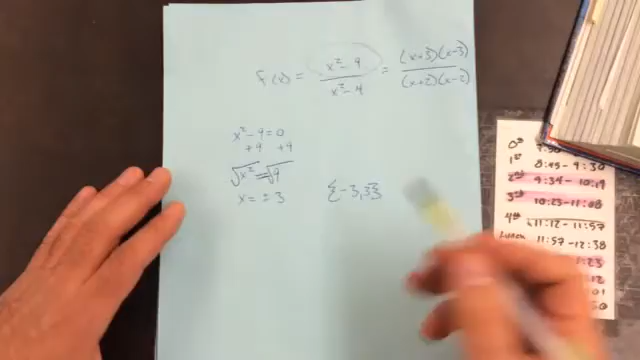 F(x) = x² - 9 / x² - 4 = (x+3)(x-3) / (x+2)(x-2)
x² - 9 = 0
+9 +9
√x² = √9
x = ± 3
{-3, 3}
0°
1st 8:45 - 9:30
2nd 9:34 - 10:19
3rd 10:23 - 11:08
4th 11:12 - 11:57
Lunch 11:57 - 12:38